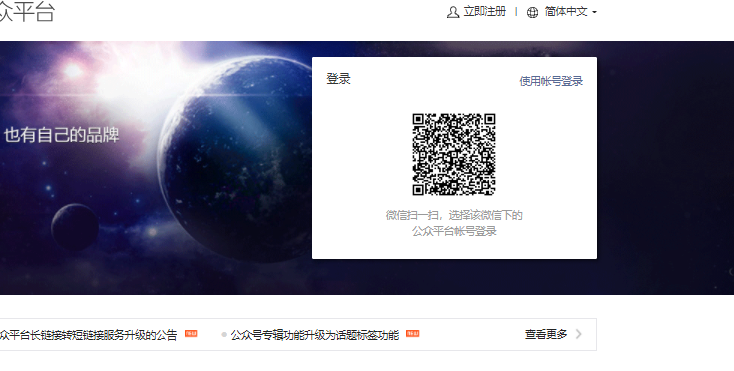 众平台
立即注册 | 简体中文
登录
使用帐号登录
也有自己的品牌
微信扫一扫，选择该微信下的
公众平台帐号登录
众平台长链接转短链接服务升级的公告
公众号专辑功能升级为话题标签功能
查看更多